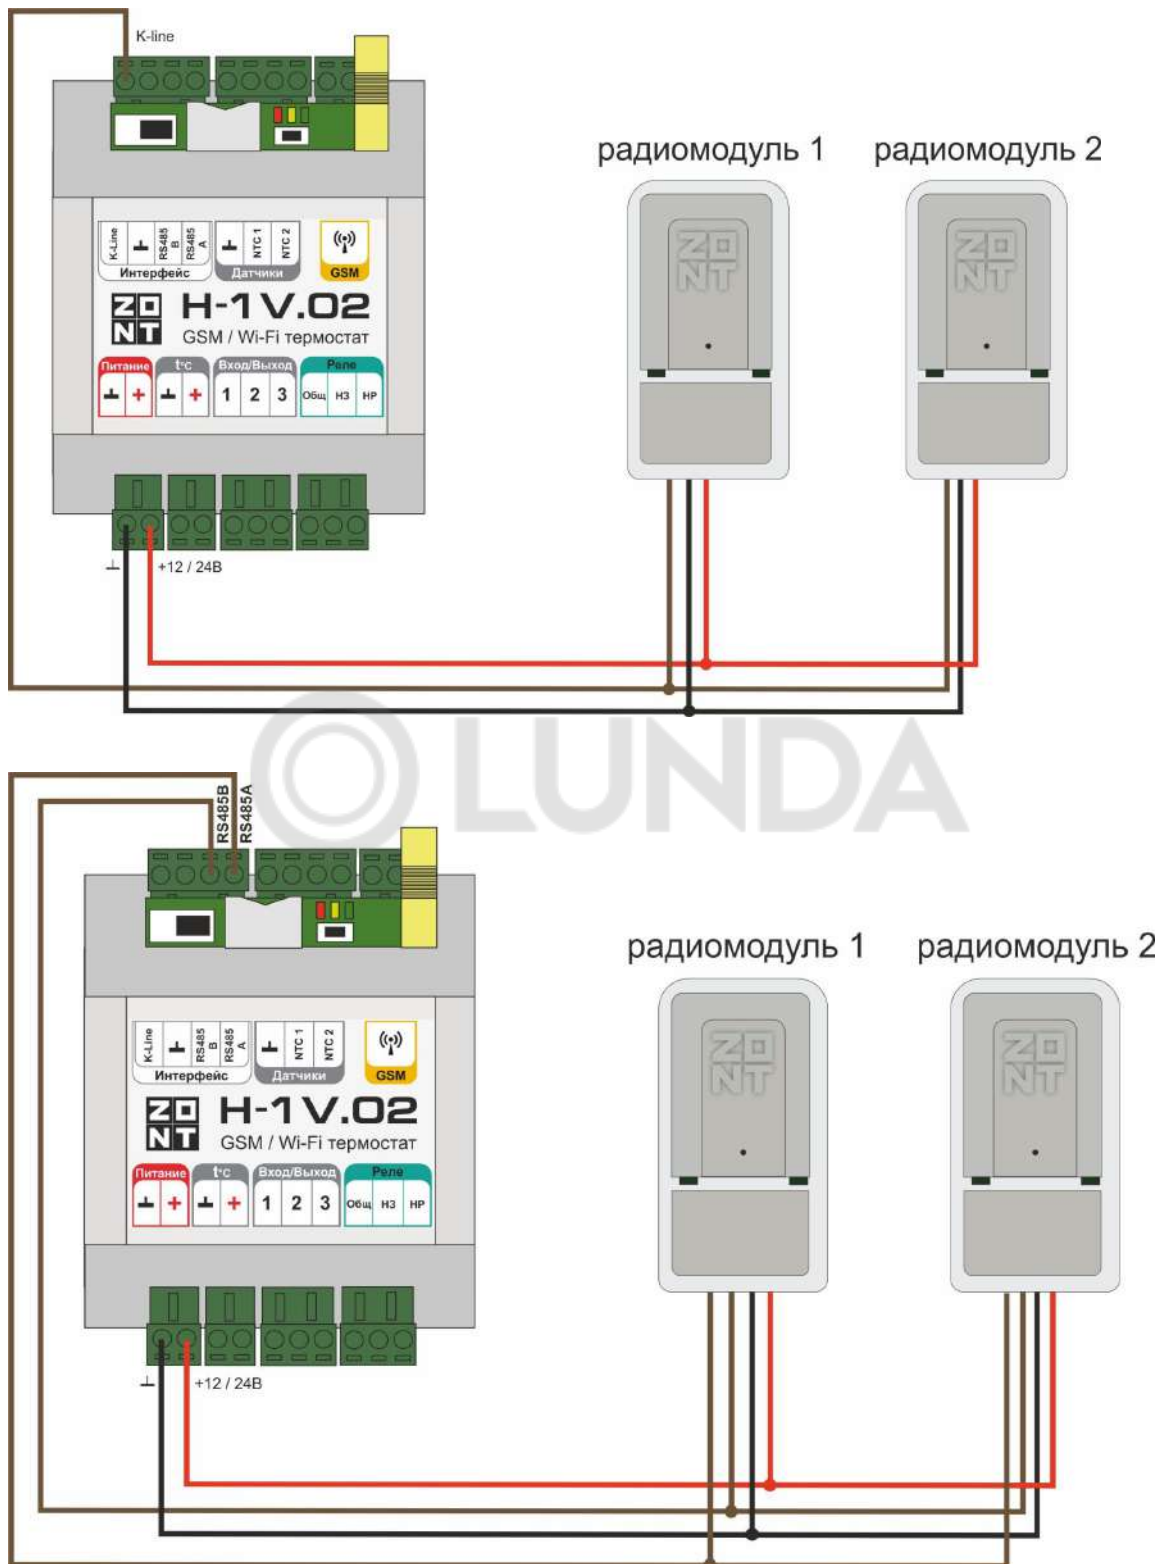 K-line
радиомодуль 1
радиомодуль 2
ZONT
ZONT
K-Line
RS485 B
RS485 A
NTC 1
NTC 2
Интерфейс
Датчики
GSM
ZONT
H-1V.02
GSM / Wi-Fi термостат
Питание
t°C
Вход/Выход
Реле
+
+
1
2
3
Общ
НЗ
НР
+12 / 24В
LUNDA
RS485B
RS485A
радиомодуль 1
радиомодуль 2
ZONT
ZONT
K-Line
RS485 B
RS485 A
NTC 1
NTC 2
Интерфейс
Датчики
GSM
ZONT
H-1V.02
GSM / Wi-Fi термостат
Питание
t°C
Вход/Выход
Реле
+
+
1
2
3
Общ
НЗ
НР
+12 / 24В